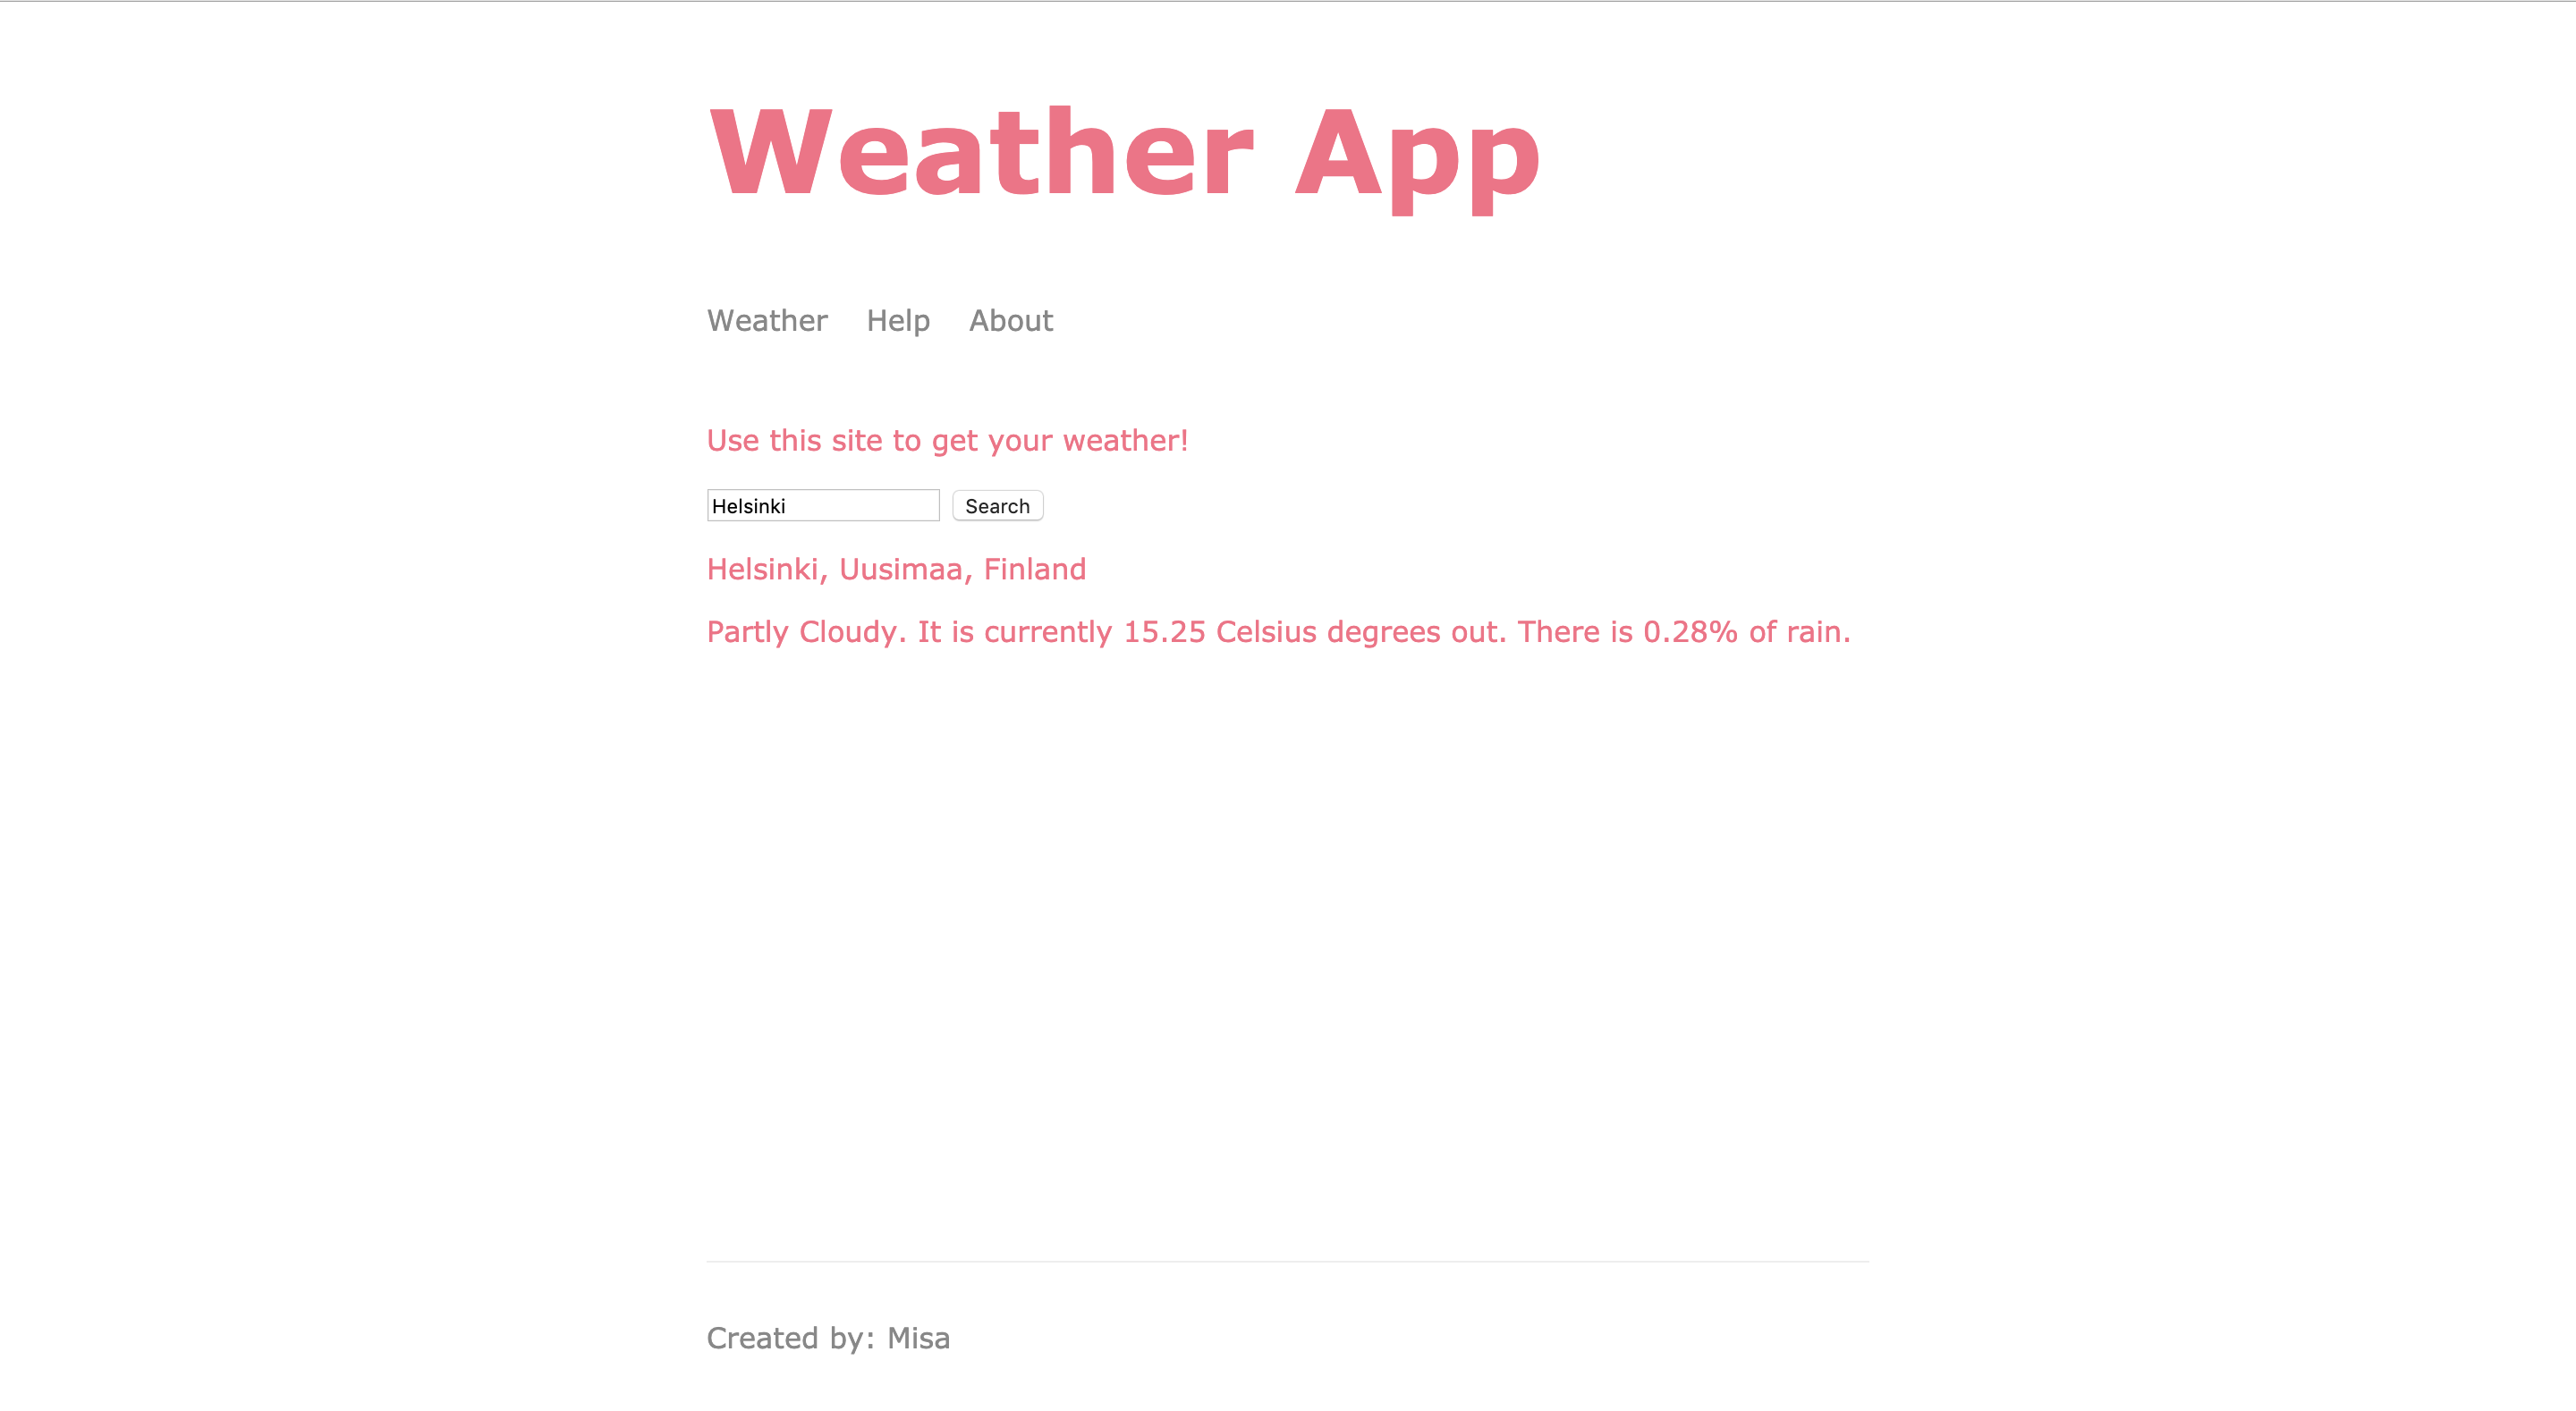 Weather App
Weather Help About
Use this site to get your weather!
Helsinki Search
Helsinki, Uusimaa, Finland
Partly Cloudy. It is currently 15.25 Celsius degrees out. There is 0.28% of rain.
Created by: Misa